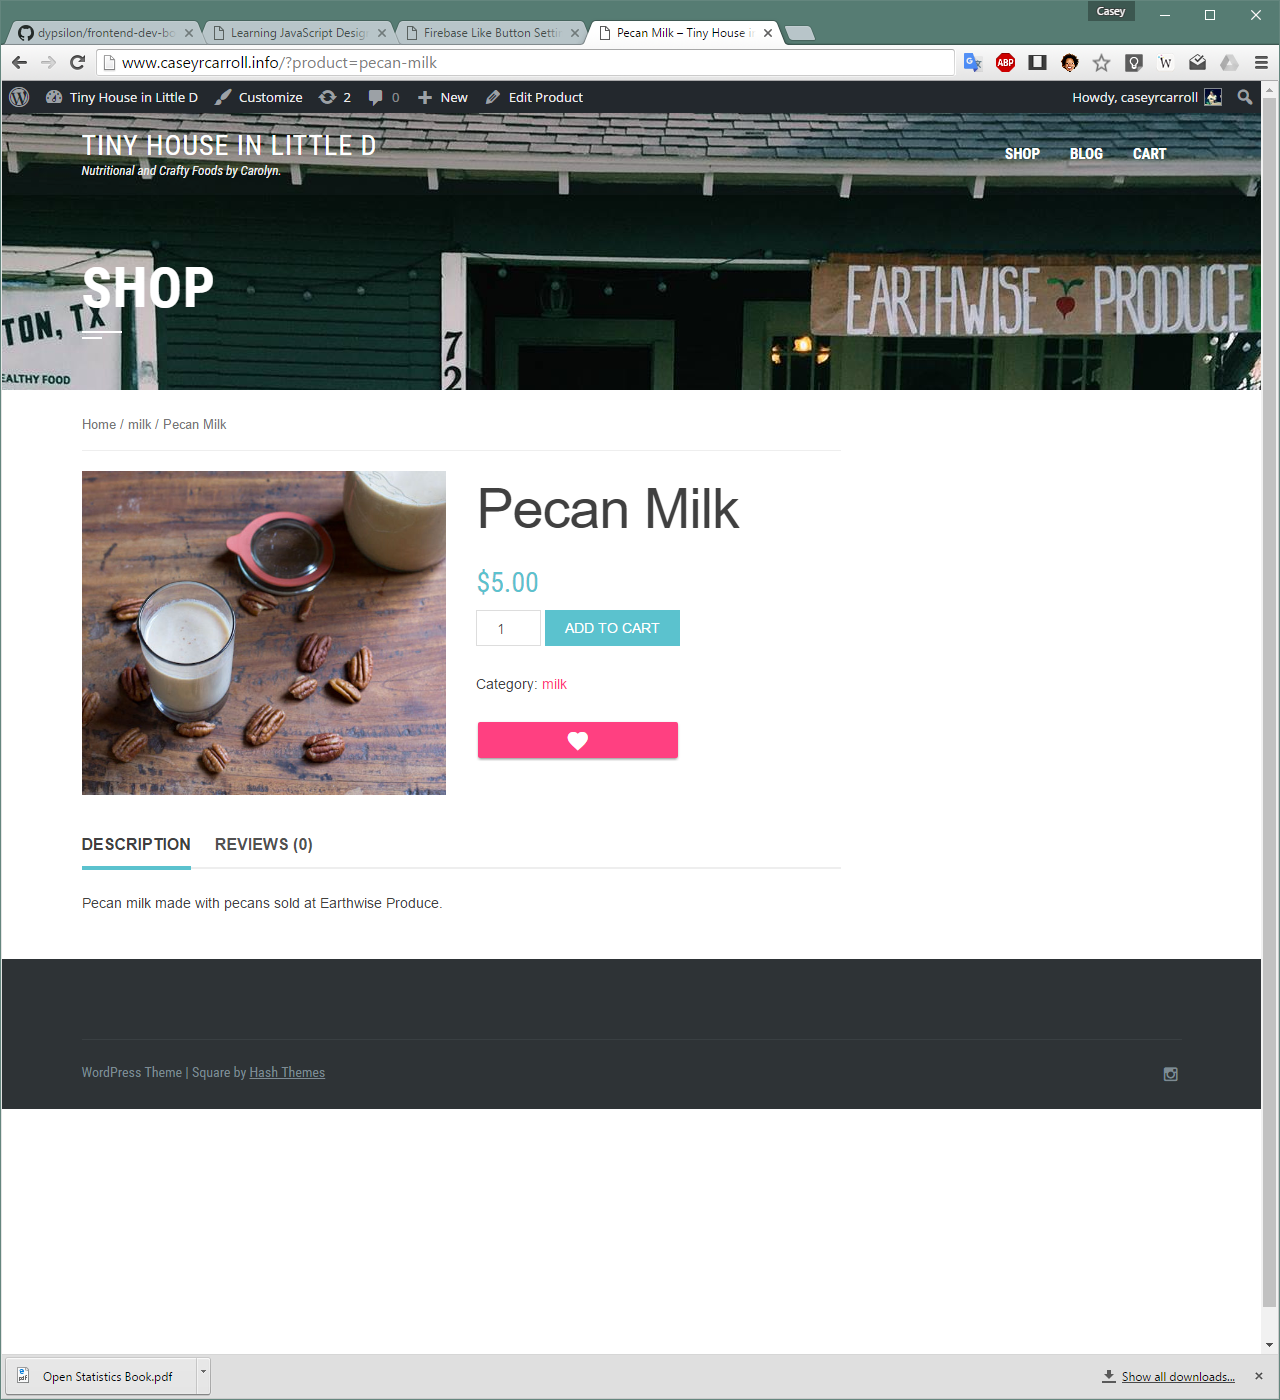 Casey
dypsilon/frontend-dev-bo
Learning JavaScript Desig
Firebase Like Button Setti
Pecan Milk – Tiny House i
www.caseyrcarroll.info/?product=pecan-milk
ABP
W
Tiny House in Little D
Customize
2
0
New
Edit Product
Howdy, caseyrcarroll
TINY HOUSE IN LITTLE D
Nutritional and Crafty Foods by Carolyn.
SHOP
BLOG
CART
SHOP
TON, TX
EALTHY FOOD
72
EARTHWISE PRODUCE
Home / milk / Pecan Milk
Pecan Milk
$5.00
1
ADD TO CART
Category: milk
DESCRIPTION
REVIEWS (0)
Pecan milk made with pecans sold at Earthwise Produce.
WordPress Theme | Square by Hash Themes
Open Statistics Book.pdf
Show all downloads...